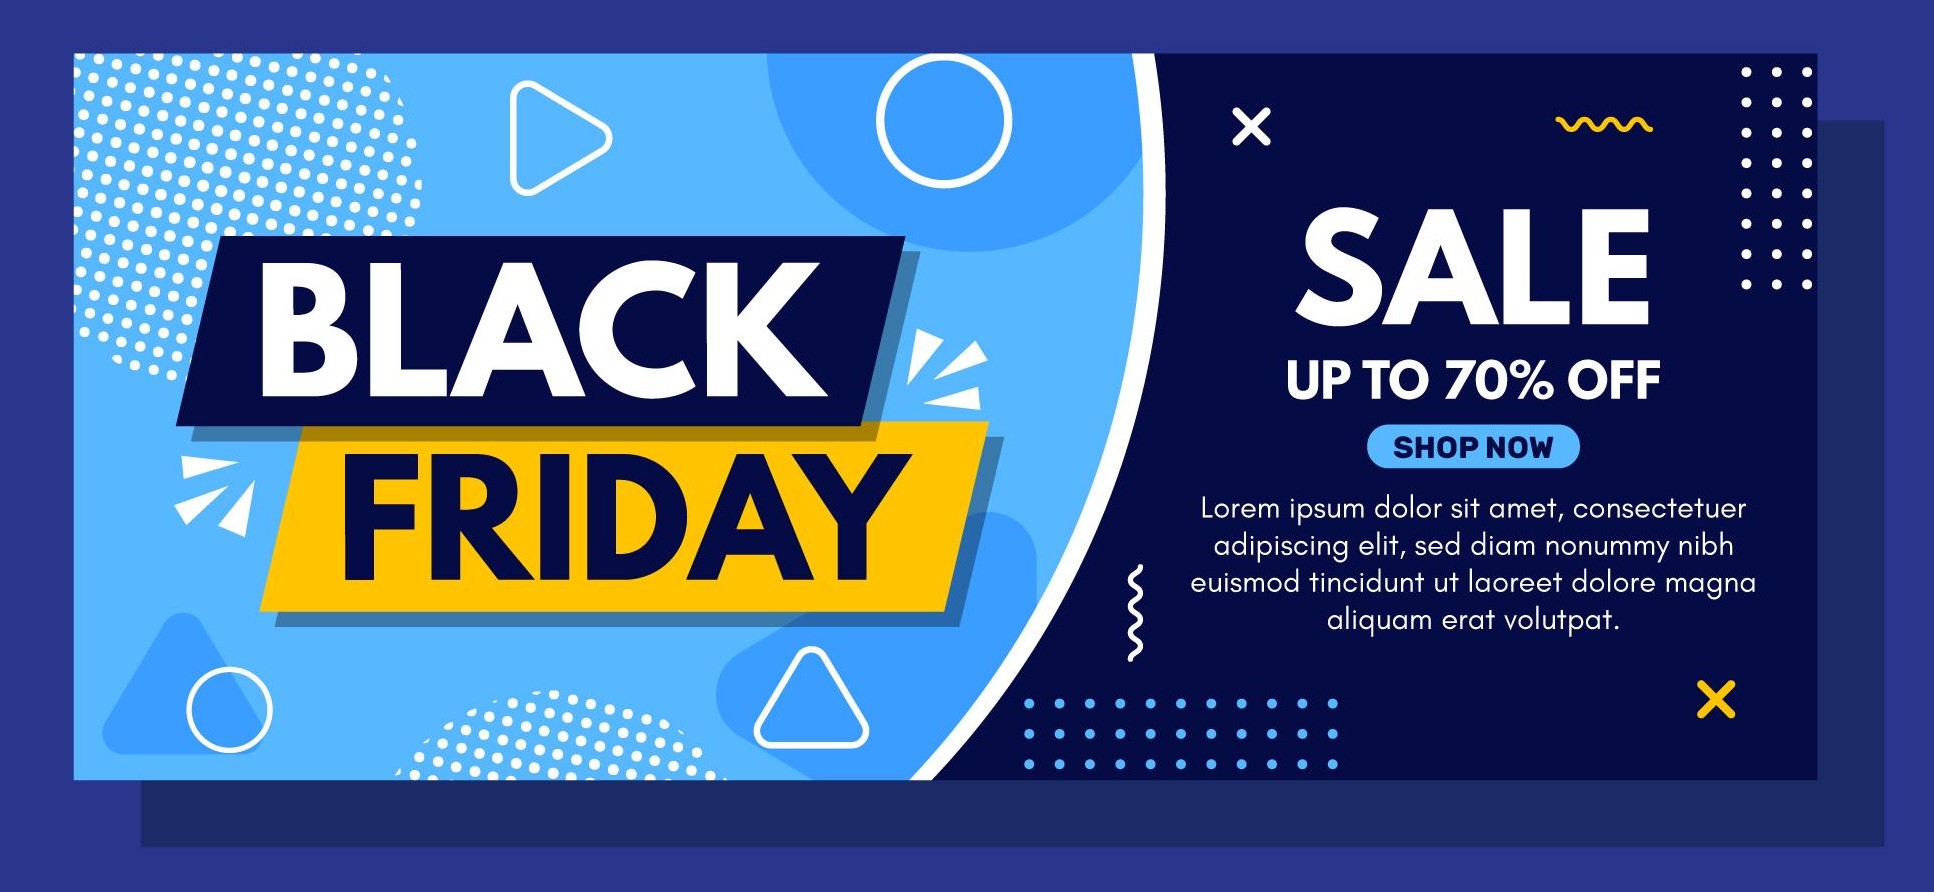 BLACK
FRIDAY
SALE
UP TO 70% OFF
SHOP NOW
Lorem ipsum dolor sit amet, consectetuer
adipiscing elit, sed diam nonummy nibh
euismod tincidunt ut laoreet dolore magna
aliquam erat volutpat.